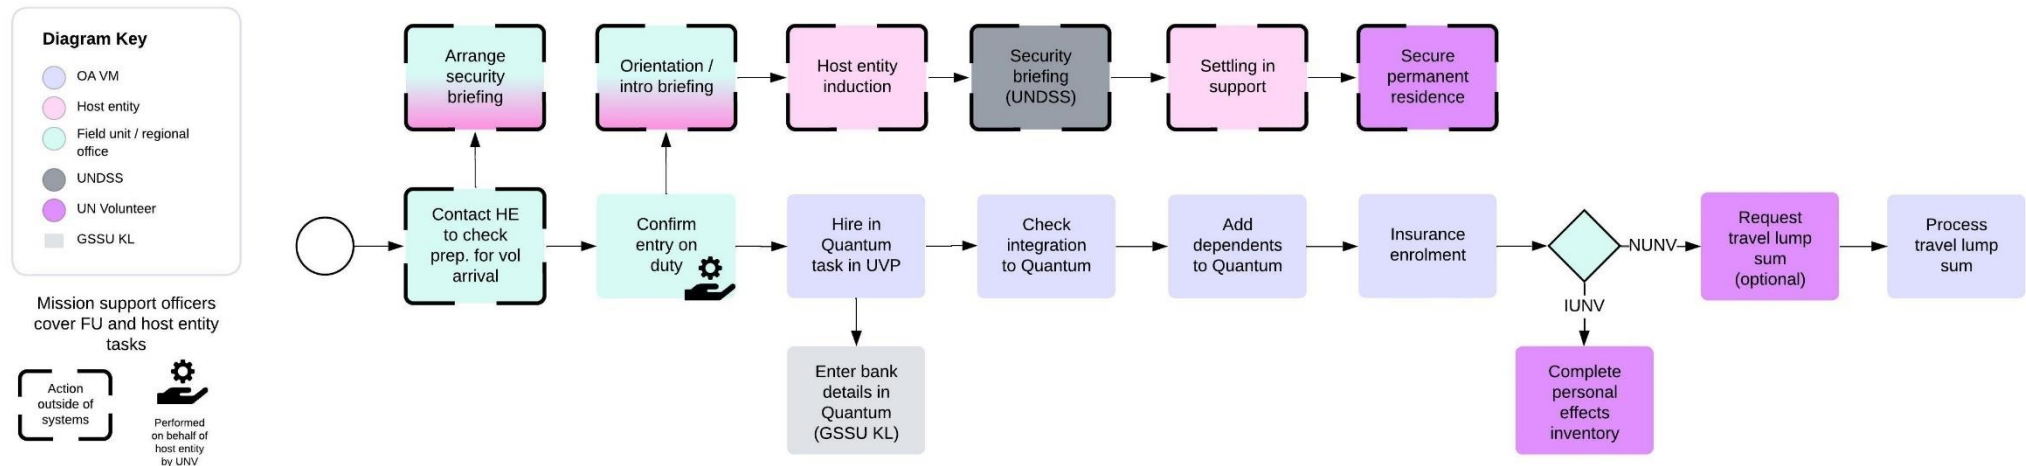 Diagram Key
OA VM
Host entity
Field unit / regional
office
UNDSS
UN Volunteer
GSSU KL
Mission support officers
cover FU and host entity
tasks
Action
outside of
systems
Performed
on behalf of
host entity
by UNV
Arrange
security
briefing
Orientation /
intro briefing
Host entity
induction
Security
briefing
(UNDSS)
Settling in
support
Secure
permanent
residence
Contact HE
to check
prep. for vol
arrival
Confirm
entry on
duty
Hire in
Quantum
task in UVP
Check
integration
to Quantum
Add
dependents
to Quantum
Insurance
enrolment
NUNV
Request
travel lump
sum
(optional)
Process
travel lump
sum
IUNV
Enter bank
details in
Quantum
(GSSU KL)
Complete
personal
effects
inventory